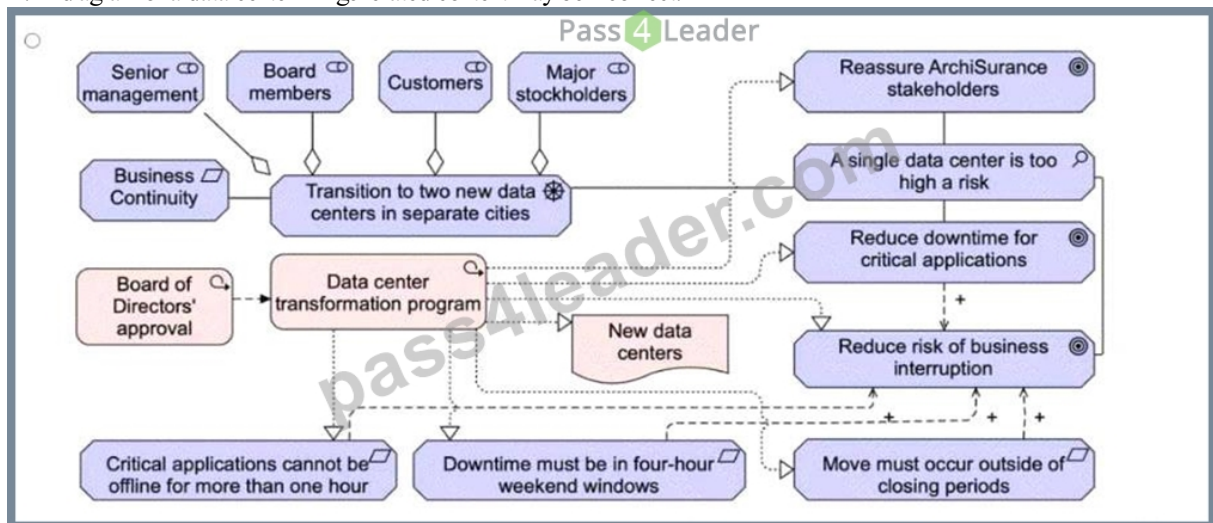 Pass 4 Leader
Senior
management
Board
members
Customers
Major
stockholders
Reassure ArchiSurance
stakeholders
Business
Continuity
Transition to two new data
centers in separate cities
A single data center is too
high a risk
Reduce downtime for
critical applications
Board of
Directors'
approval
Data center
transformation program
New data
centers
+
Reduce risk of business
interruption
+
+
+
Critical applications cannot be
offline for more than one hour
Downtime must be in four-hour
weekend windows
Move must occur outside of
closing periods
pass4leader.com